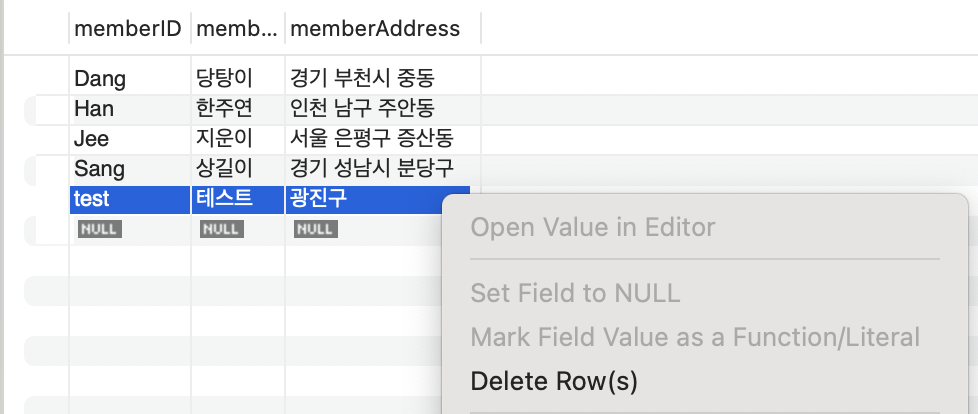 memberID memb... memberAddress
Dang 당탕이 경기 부천시 중동
Han 한주연 인천 남구 주안동
Jee 지운이 서울 은평구 증산동
Sang 상길이 경기 성남시 분당구
test 테스트 광진구
NULL NULL NULL
Open Value in Editor
Set Field to NULL
Mark Field Value as a Function/Literal
Delete Row(s)